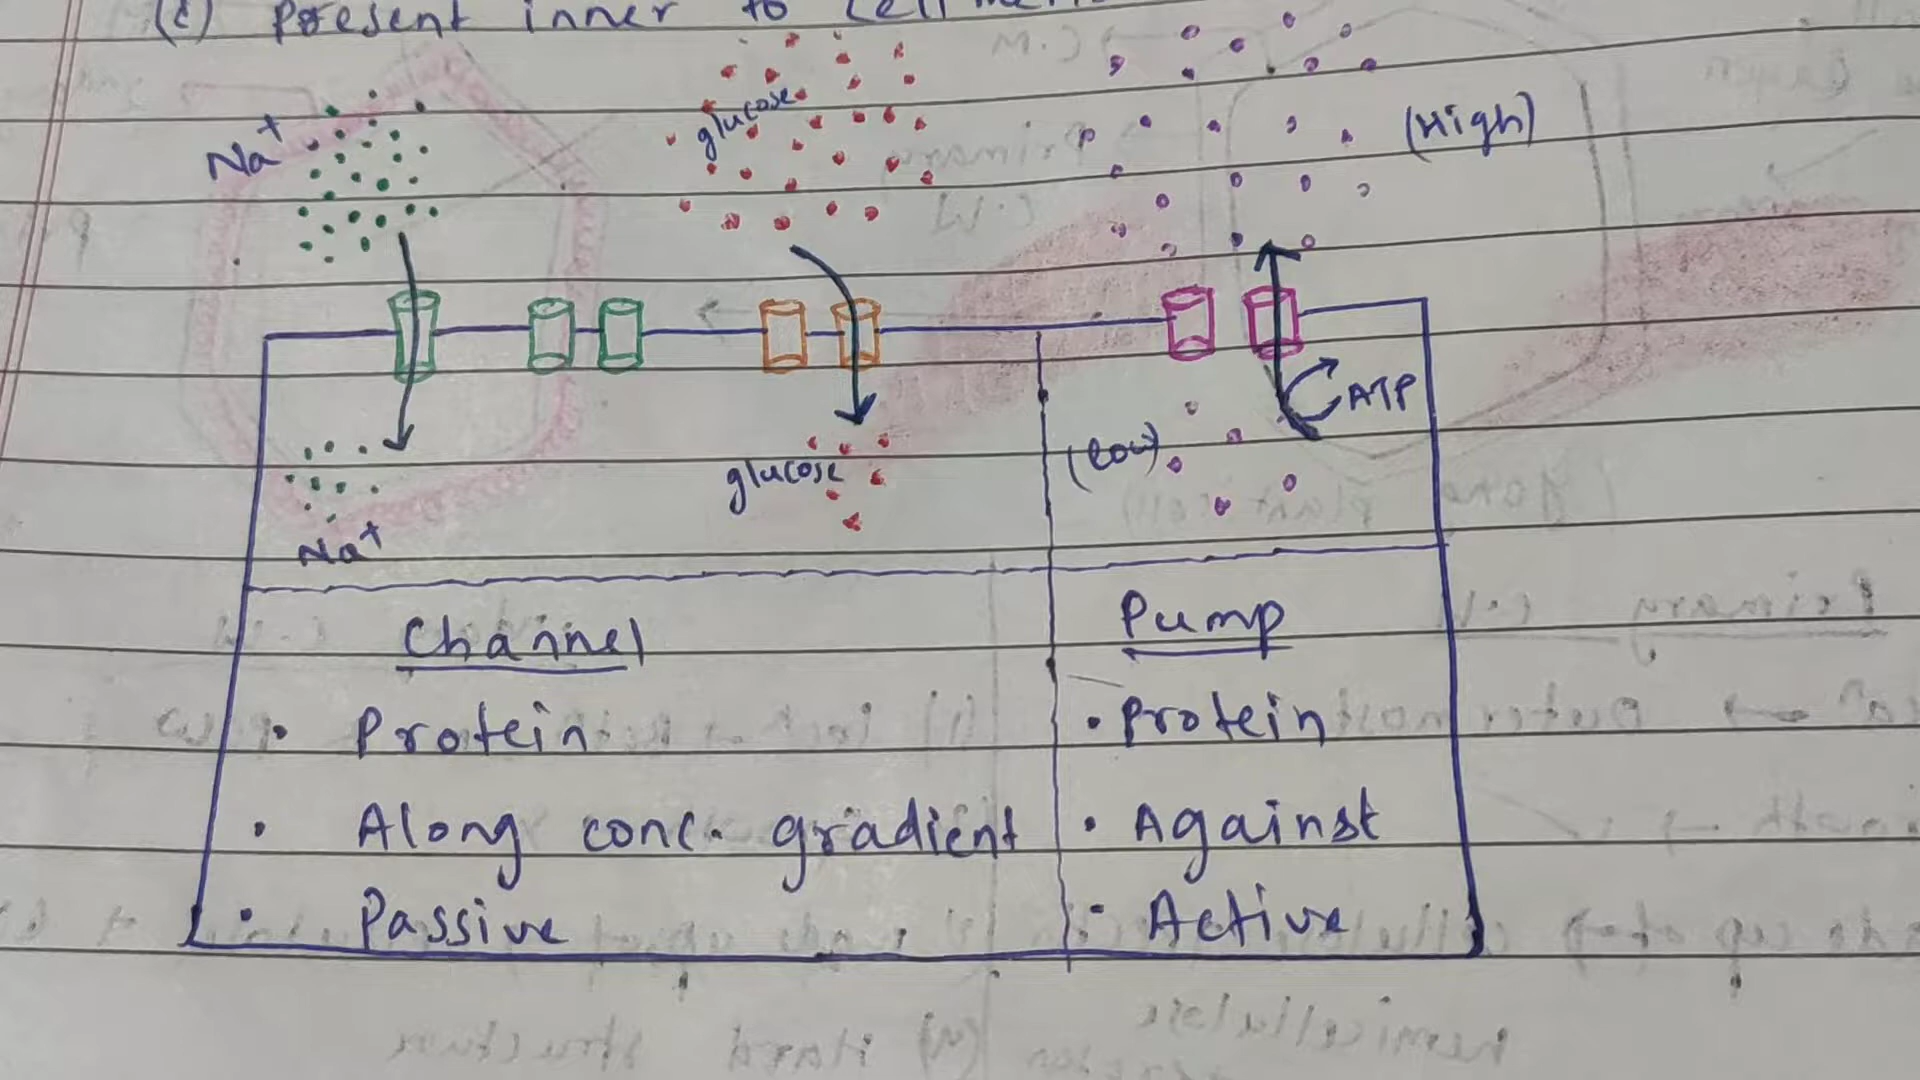 (c) Present inner to cell
Na+
glucose
(High)
ATP
glucose
(Low)
Na+
Channel
• Protein
• Along conc. gradient
• Passive
Pump
• Protein
• Against
• Active